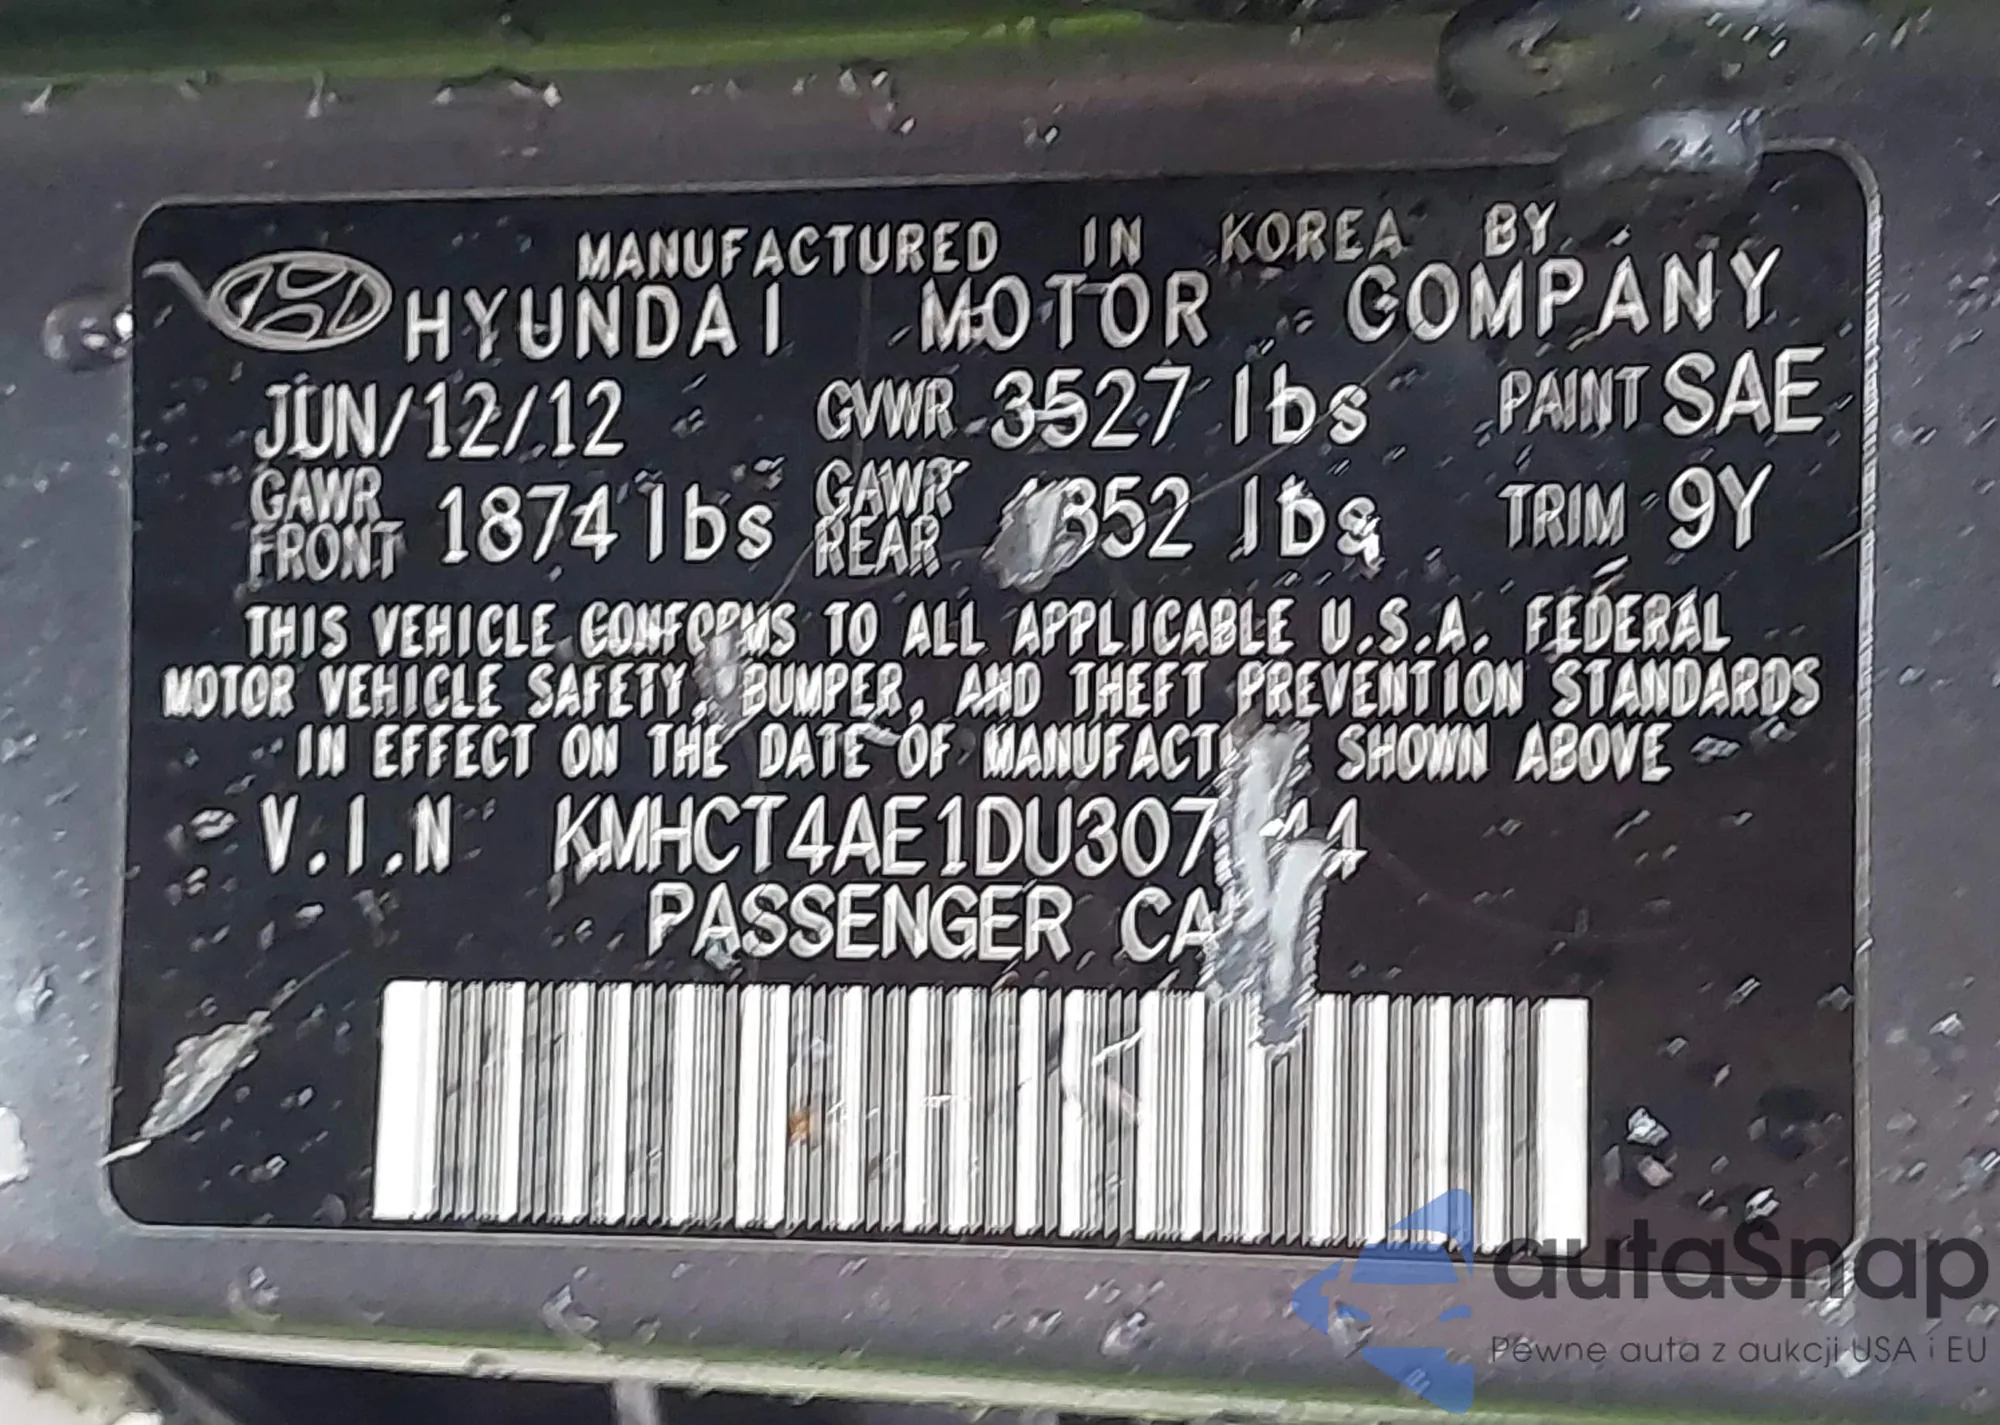 MANUFACTURED IN KOREA BY
HYUNDAI MOTOR COMPANY
JUN/12/12 GVWR 3527 lbs PAINT SAE
GAWR FRONT 1874 lbs GAWR REAR lbs TRIM 9Y
THIS VEHICLE CONFORMS TO ALL APPLICABLE U.S.A. FEDERAL
MOTOR VEHICLE SAFETY, BUMPER, AND THEFT PREVENTION STANDARDS
IN EFFECT ON THE DATE OF SHOWN ABOVE
V.I.N
PASSENGER
autaSnap
Pewne auta z aukcji USA i EU